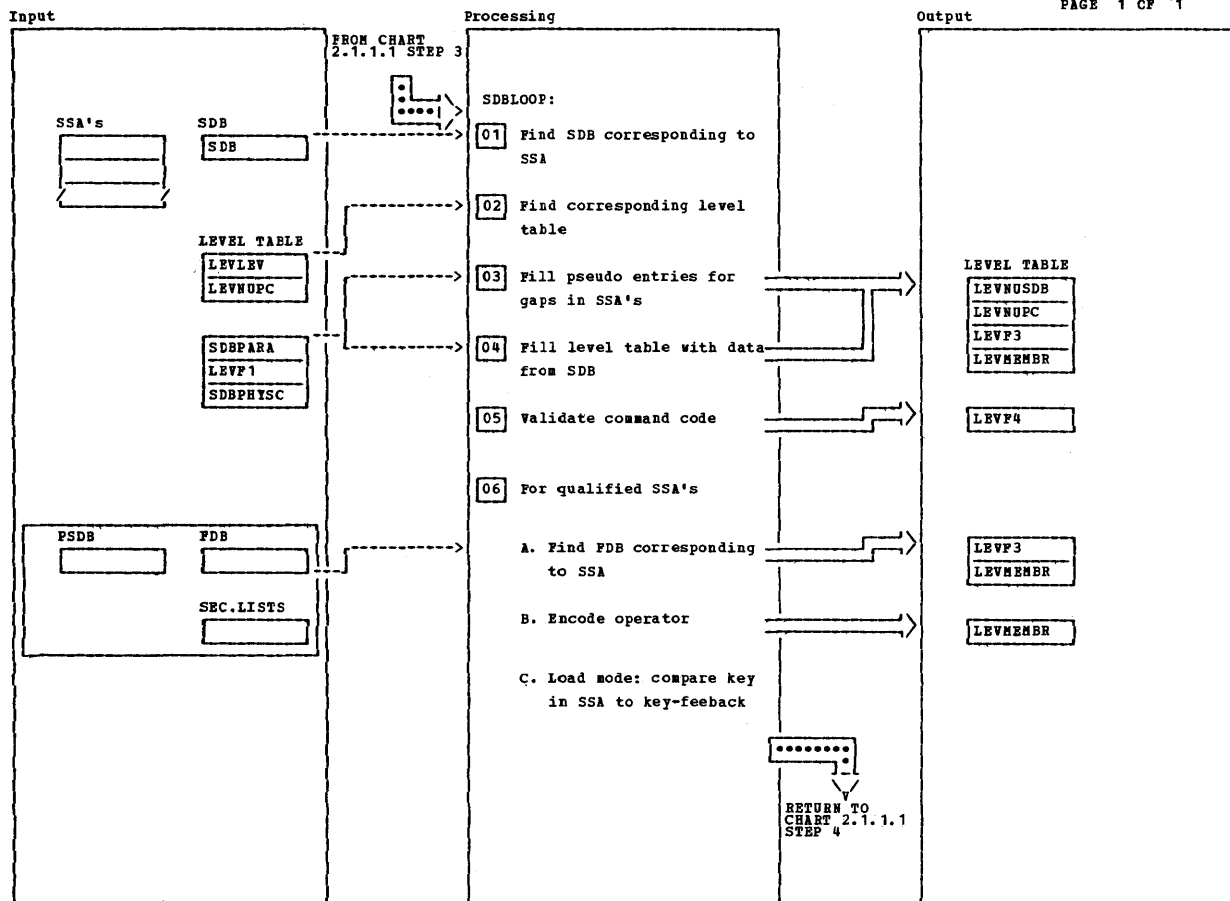 PAGE 1 CF 1
Input
Processing
Output
FROM CHART
2.1.1.1 STEP 3
SDBLOOP:
SSA's
SDB
SDB
01 Find SDB corresponding to
SSA
02 Find corresponding level
table
LEVEL TABLE
LEVLEV
LEVNUPC
03 Fill pseudo entries for
gaps in SSA's
LEVEL TABLE
LEVNUSDB
LEVNUPC
LEVF3
LEVMEMBR
SDBPARA
LEVF1
SDBPHYSC
04 Fill level table with data
from SDB
05 Validate command code
LEVF4
06 For qualified SSA's
PSDB
FDB
A. Find FDB corresponding
to SSA
LEVF3
LEVMEMBR
SEC.LISTS
B. Encode operator
LEVMEMBR
C. Load mode: compare key
in SSA to key-feeback
RETURN TO
CHART 2.1.1.1
STEP 4